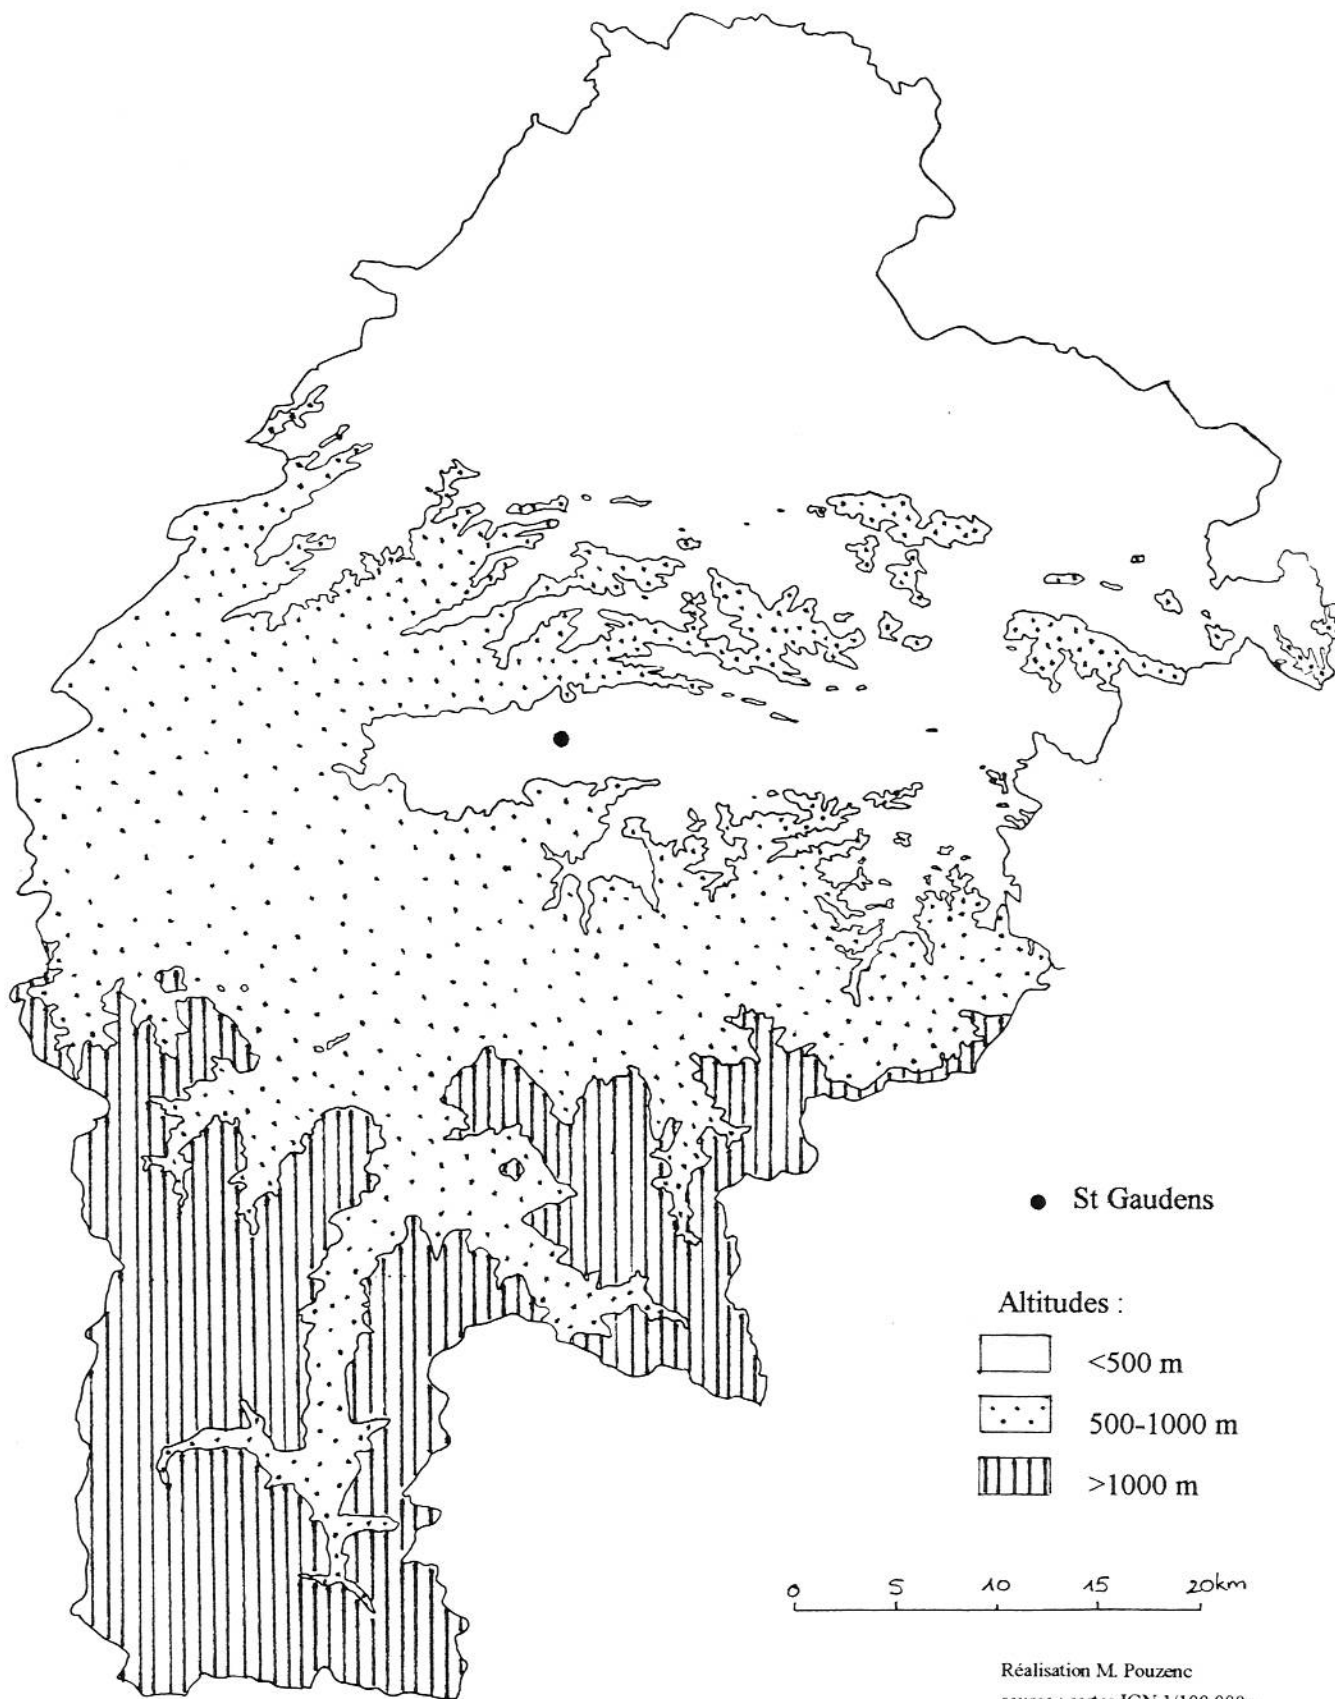 St Gaudens
Altitudes :
<500 m
500-1000 m
>1000 m
0 5 10 15 20km
Réalisation M. Pouzenc